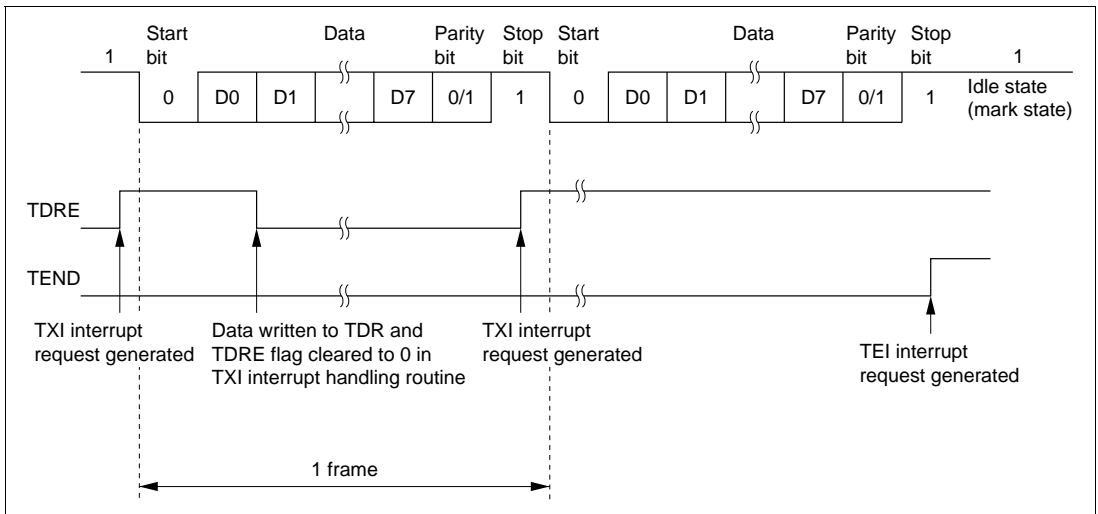 Start bit
Data
Parity bit
Stop bit
Start bit
Data
Parity bit
Stop bit
1
1
0
D0
D1
D7
0/1
1
0
D0
D1
D7
0/1
1
Idle state
(mark state)
TDRE
TEND
TXI interrupt
request generated
Data written to TDR and
TDRE flag cleared to 0 in
TXI interrupt handling routine
TXI interrupt
request generated
TEI interrupt
request generated
1 frame